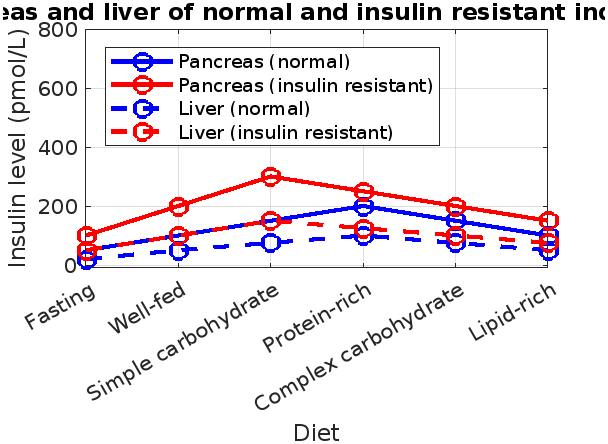 eas and liver of normal and insulin resistant in
Insulin level (pmol/L)
800
600
400
200
0
Pancreas (normal)
Pancreas (insulin resistant)
Liver (normal)
Liver (insulin resistant)
Fasting
Well-fed
Simple carbohydrate
Protein-rich
Complex carbohydrate
Lipid-rich
Diet